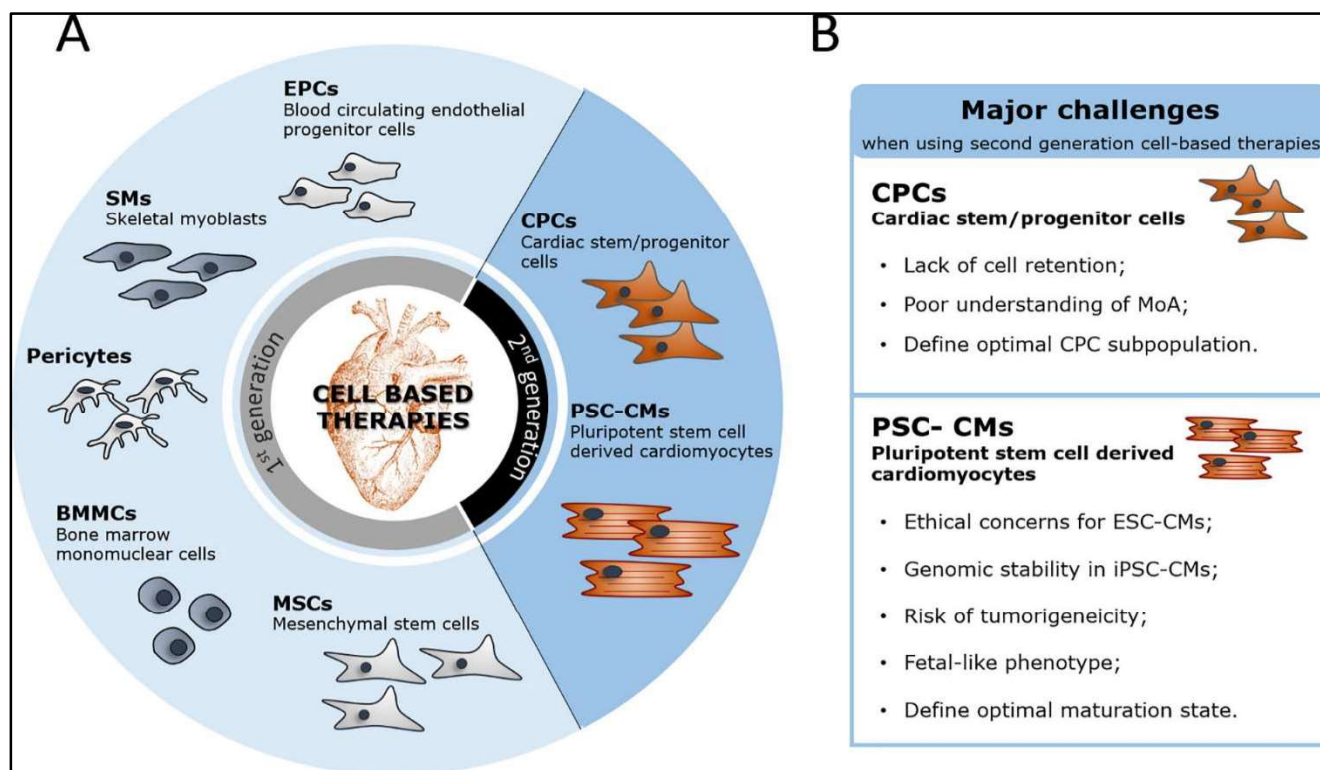 A
EPCs
Blood circulating endothelial
progenitor cells
SMs
Skeletal myoblasts
Pericytes
BMMCs
Bone marrow
monomuclear cells
MSCs
Mesenchymal stem cells
CPCs
Cardiac stem/progenitor
cells
PSC-CMs
Pluripotent stem cell
derived cardiomyocytes
1st generation
2nd generation
CELL BASED
THERAPIES
B
Major challenges
when using second generation cell-based therapies
CPCs
Cardiac stem/progenitor cells
• Lack of cell retention;
• Poor understanding of MoA;
• Define optimal CPC subpopulation.
PSC- CMs
Pluripotent stem cell derived
cardiomyocytes
• Ethical concerns for ESC-CMs;
• Genomic stability in iPSC-CMs;
• Risk of tumorigeneicity;
• Fetal-like phenotype;
• Define optimal maturation state.